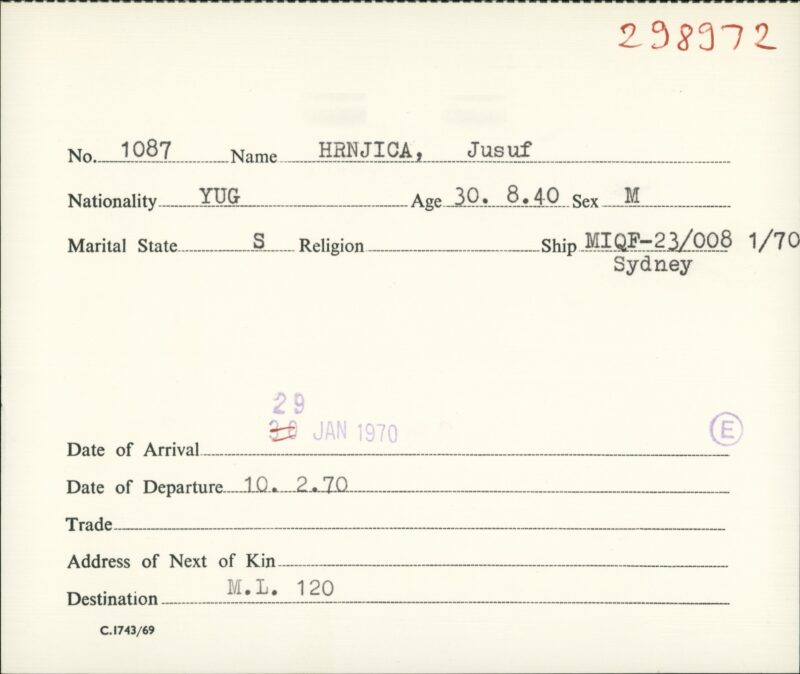 298972
No. 1087 Name HRNJICA, Jusuf
Nationality YUG Age 30. 8.40 Sex M
Marital State S Religion Ship MIQF-23/008 1/70
Sydney
29
30 JAN 1970 E
Date of Arrival
Date of Departure 10. 2.70
Trade
Address of Next of Kin
Destination M.L. 120
C.1743/69